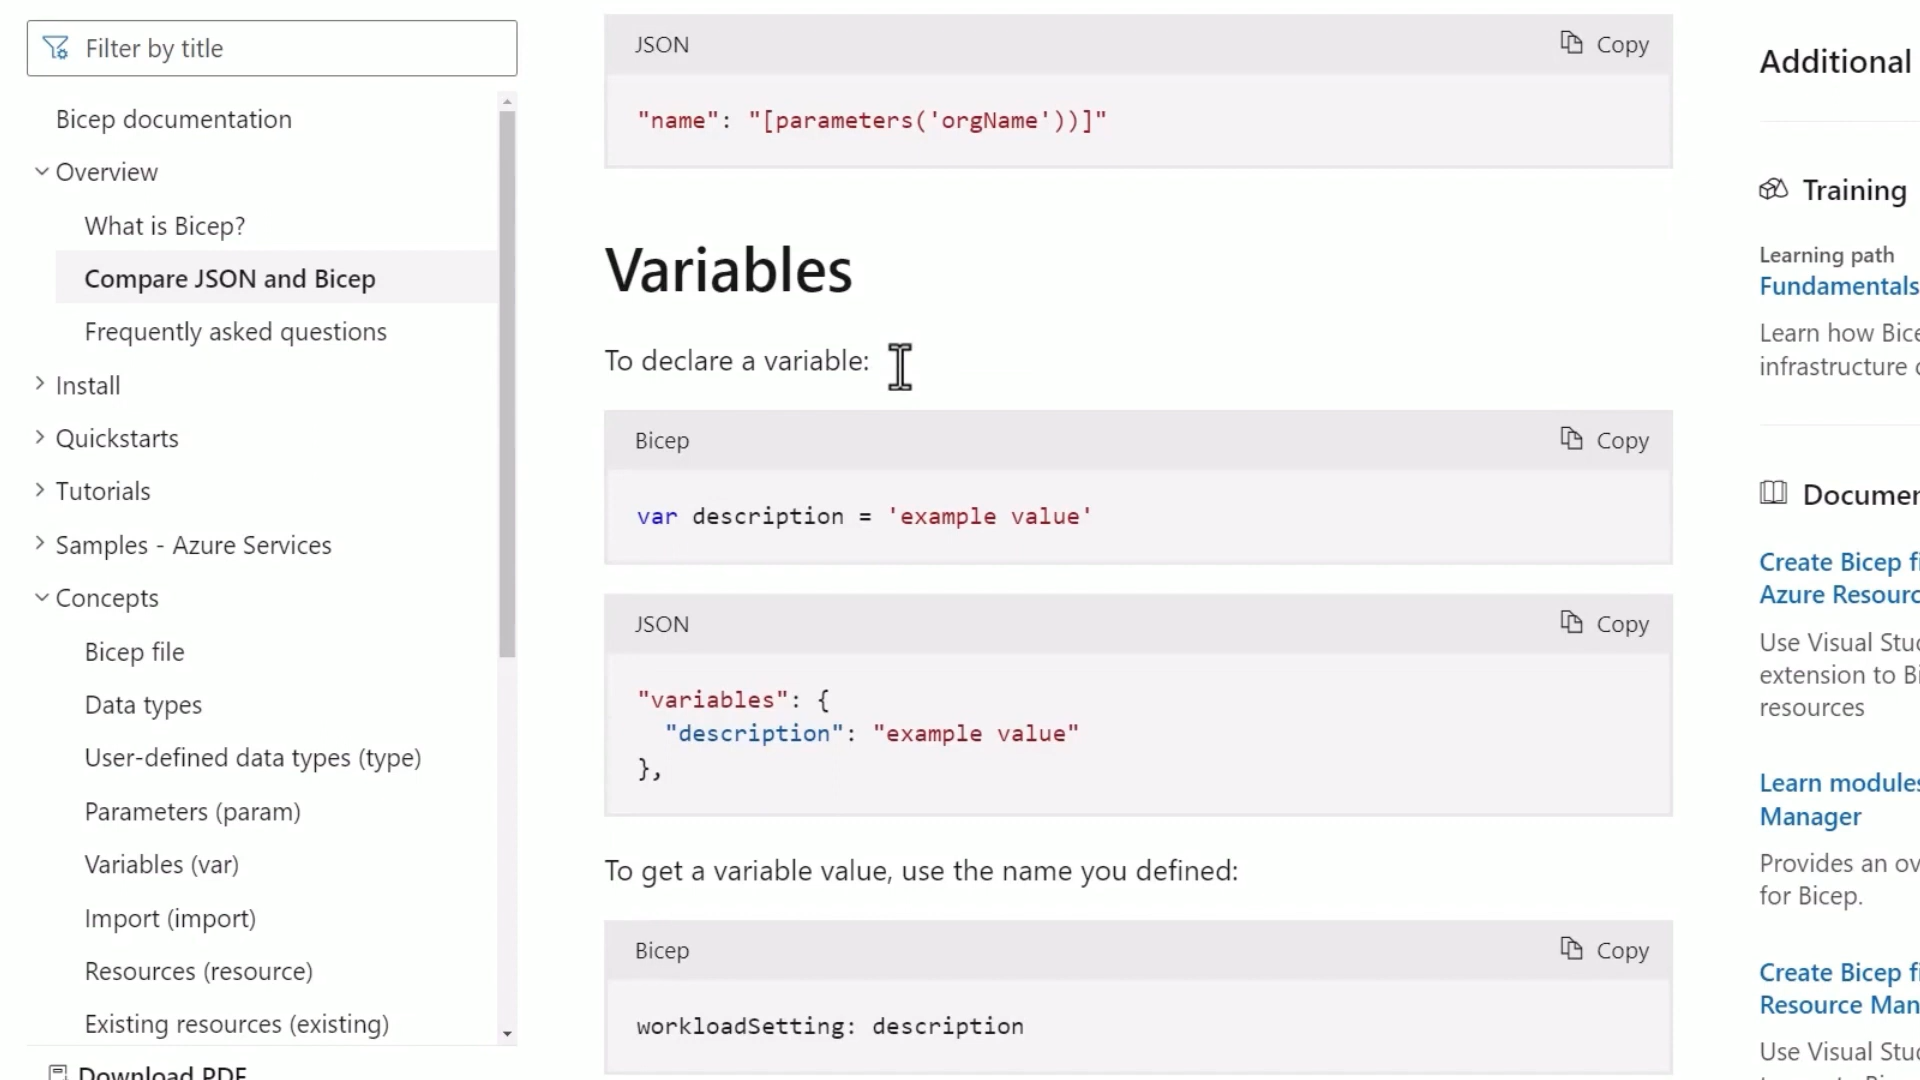 Filter by title
Bicep documentation
Overview
What is Bicep?
Compare JSON and Bicep
Frequently asked questions
Install
Quickstarts
Tutorials
Samples - Azure Services
Concepts
Bicep file
Data types
User-defined data types (type)
Parameters (param)
Variables (var)
Import (import)
Resources (resource)
Existing resources (existing)
Download PDF
JSON
Copy
"name": "[parameters('orgName'))]"
Variables
To declare a variable:
Bicep
Copy
var description = 'example value'
JSON
Copy
"variables": {
"description": "example value"
},
To get a variable value, use the name you defined:
Bicep
Copy
workloadSetting: description
Additional
Training
Learning path
Fundamentals
Learn how Bice
infrastructure
Documen
Create Bicep fi
Azure Resourc
Use Visual Stud
extension to Bi
resources
Learn modules
Manager
Provides an ov
for Bicep.
Create Bicep fi
Resource Man
Use Visual Stud